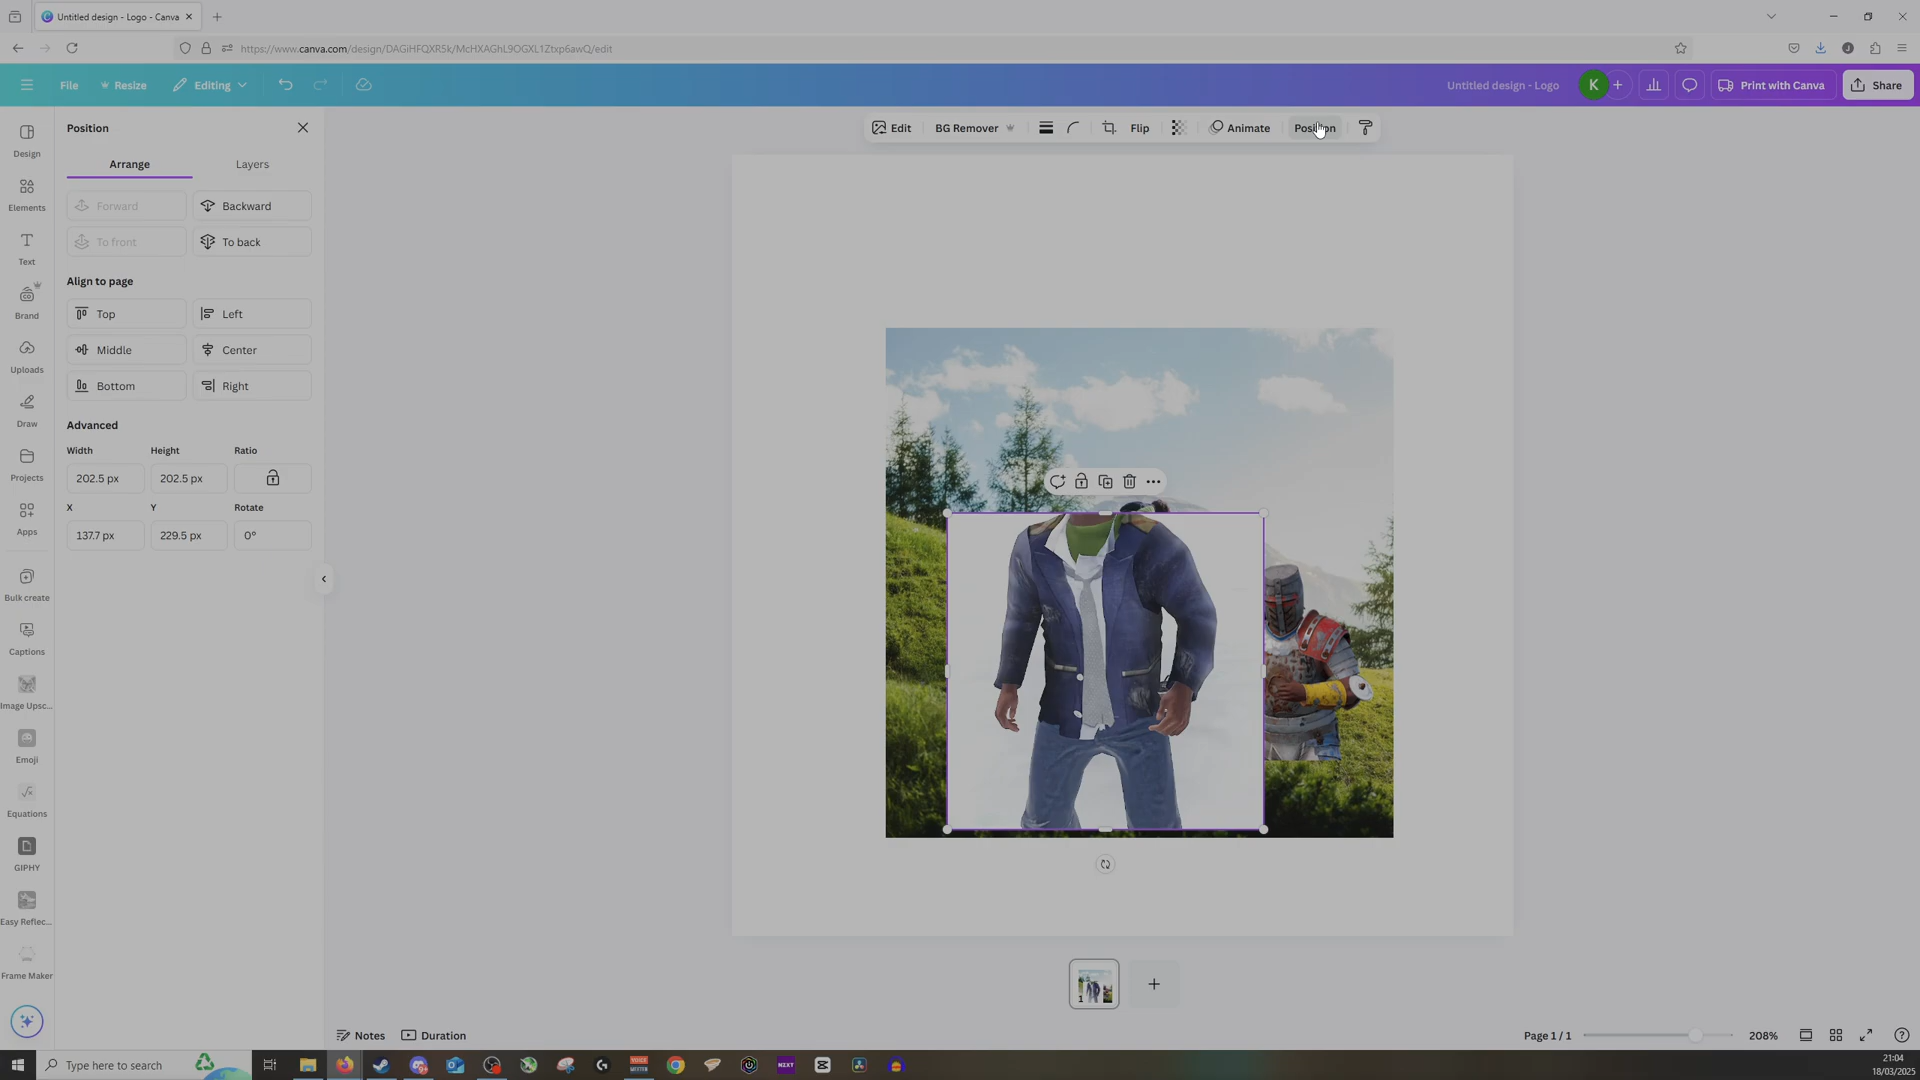 Untitled design - Logo - Canva
https://www.canva.com/design/DAGiHFQXR5k/McHXAGhL9OGXL1Ztxp6awQ/edit
File
Resize
Editing
Untitled design - Logo
K
Print with Canva
Share
Position
Arrange
Layers
Forward
Backward
To front
To back
Align to page
Top
Left
Middle
Center
Bottom
Right
Advanced
Width
Height
Ratio
202.5 px
202.5 px
X
Y
Rotate
137.7 px
229.5 px
0°
Design
Elements
Text
Brand
Uploads
Draw
Projects
Apps
Bulk create
Captions
Image Upsc...
Emoji
Equations
GIPHY
Easy Reflec...
Frame Maker
Edit
BG Remover
Flip
Animate
Position
1
Notes
Duration
Page 1 / 1
208%
Type here to search
NEXT
21:04
18/03/2025